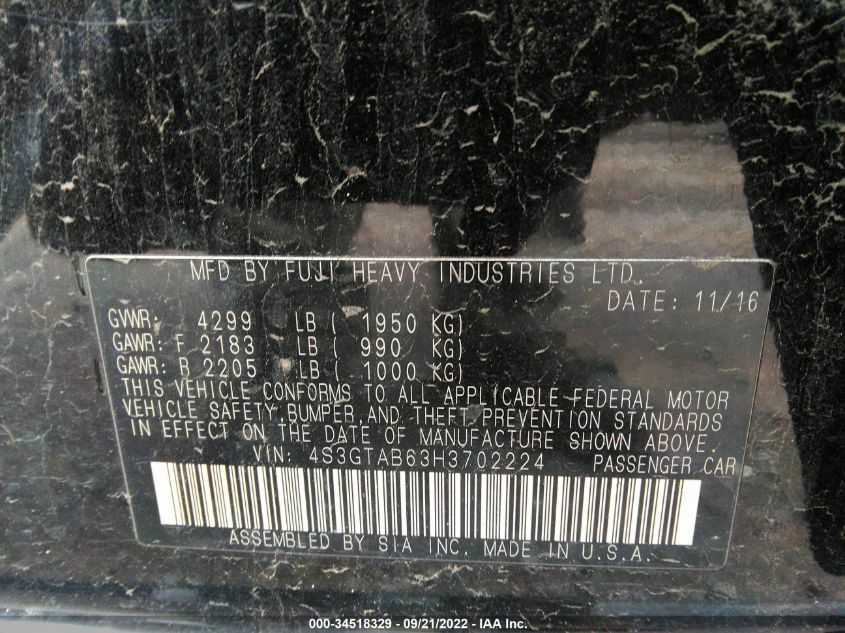 MFD BY FUJI HEAVY INDUSTRIES LTD.
DATE: 11/16
GVWR: 4299 LB ( 1950 KG)
GAWR: F 2183 LB ( 990 KG)
GAWR: R 2205 LB ( 1000 KG)
THIS VEHICLE CONFORMS TO ALL APPLICABLE FEDERAL MOTOR
VEHICLE SAFETY BUMPER AND THEFT PREVENTION STANDARDS
IN EFFECT ON THE DATE OF MANUFACTURE SHOWN ABOVE.
VIN: 4S3GTAB63H3702224 PASSENGER CAR
ASSEMBLED BY SIA INC. MADE IN U.S.A.
000-34518329 - 09/21/2022 - IAA Inc.